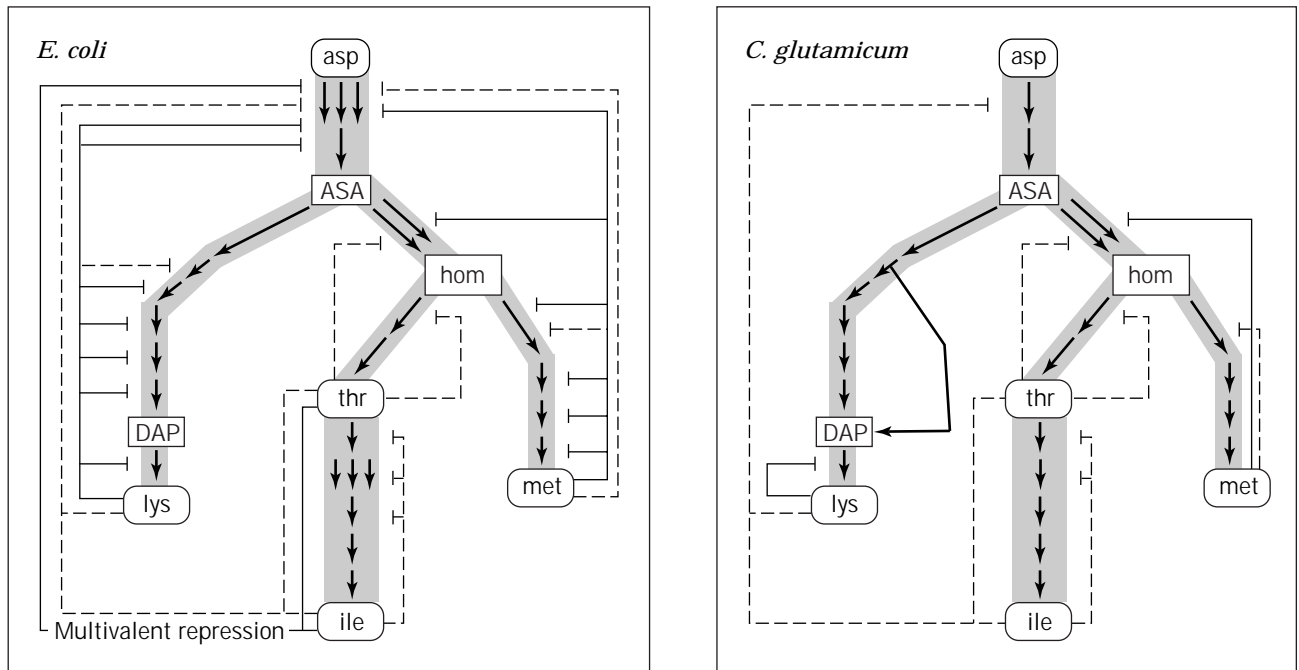 E. coli
asp
ASA
hom
thr
DAP
lys
met
Multivalent repression
ile
C. glutamicum
asp
ASA
hom
thr
DAP
lys
met
ile